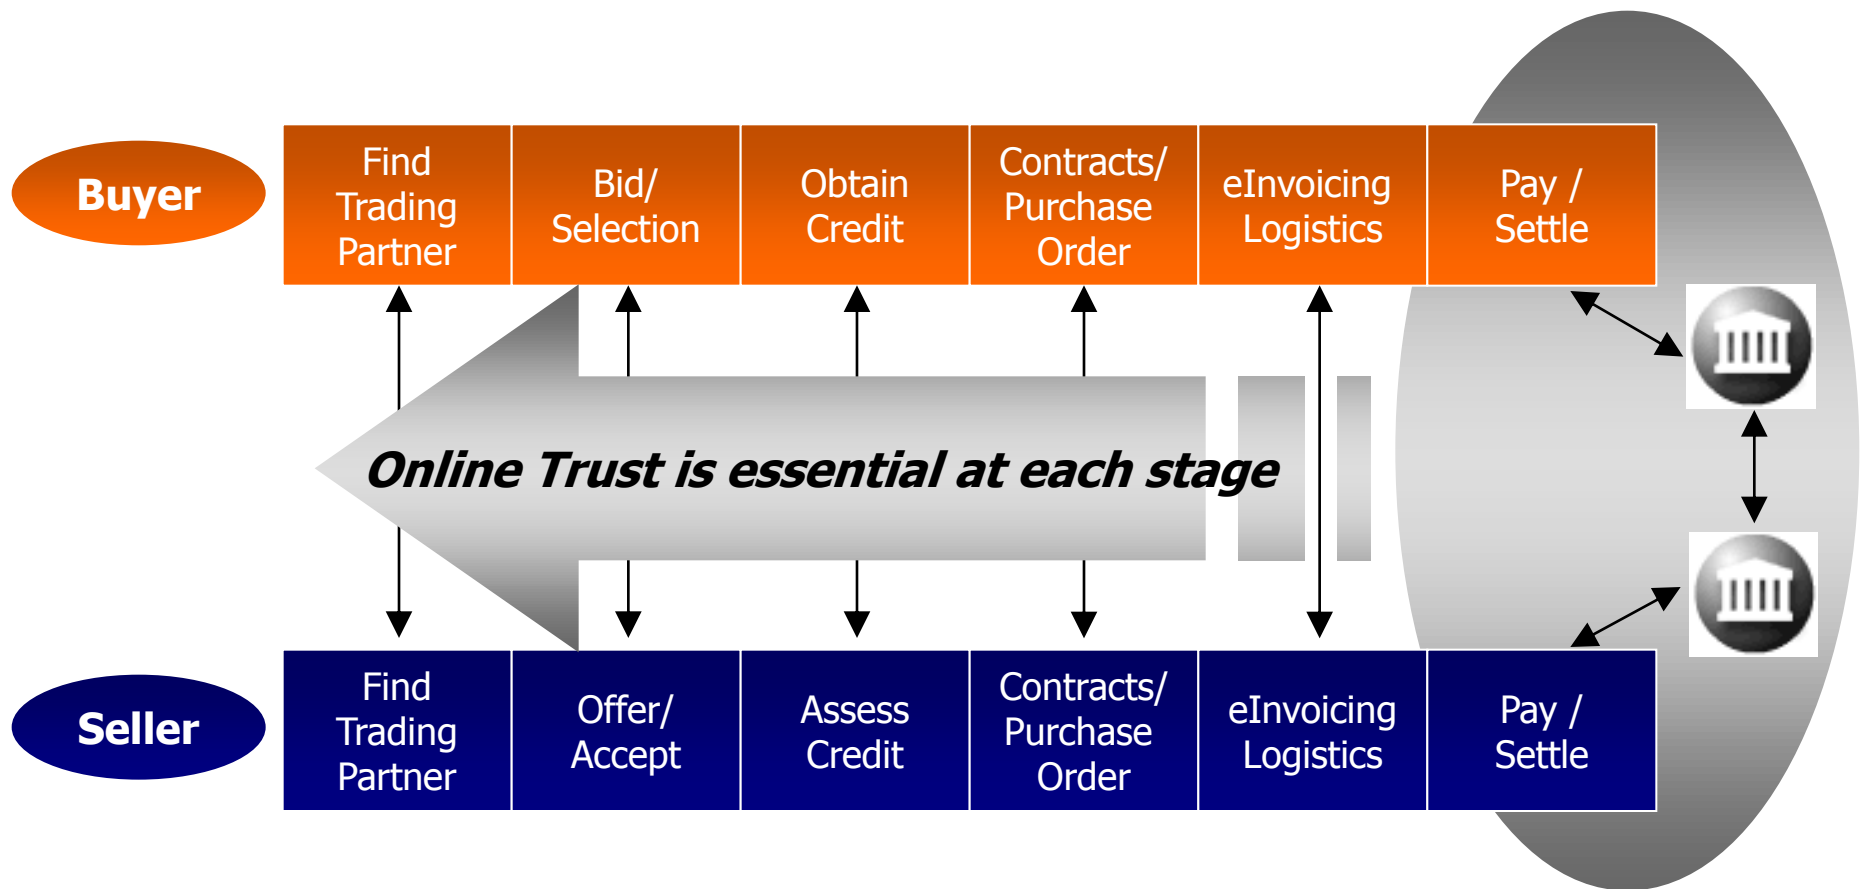 Buyer
Find
Trading
Partner
Bid/
Selection
Obtain
Credit
Contracts/
Purchase
Order
eInvoicing
Logistics
Pay /
Settle
Online Trust is essential at each stage
Seller
Find
Trading
Partner
Offer/
Accept
Assess
Credit
Contracts/
Purchase
Order
eInvoicing
Logistics
Pay /
Settle